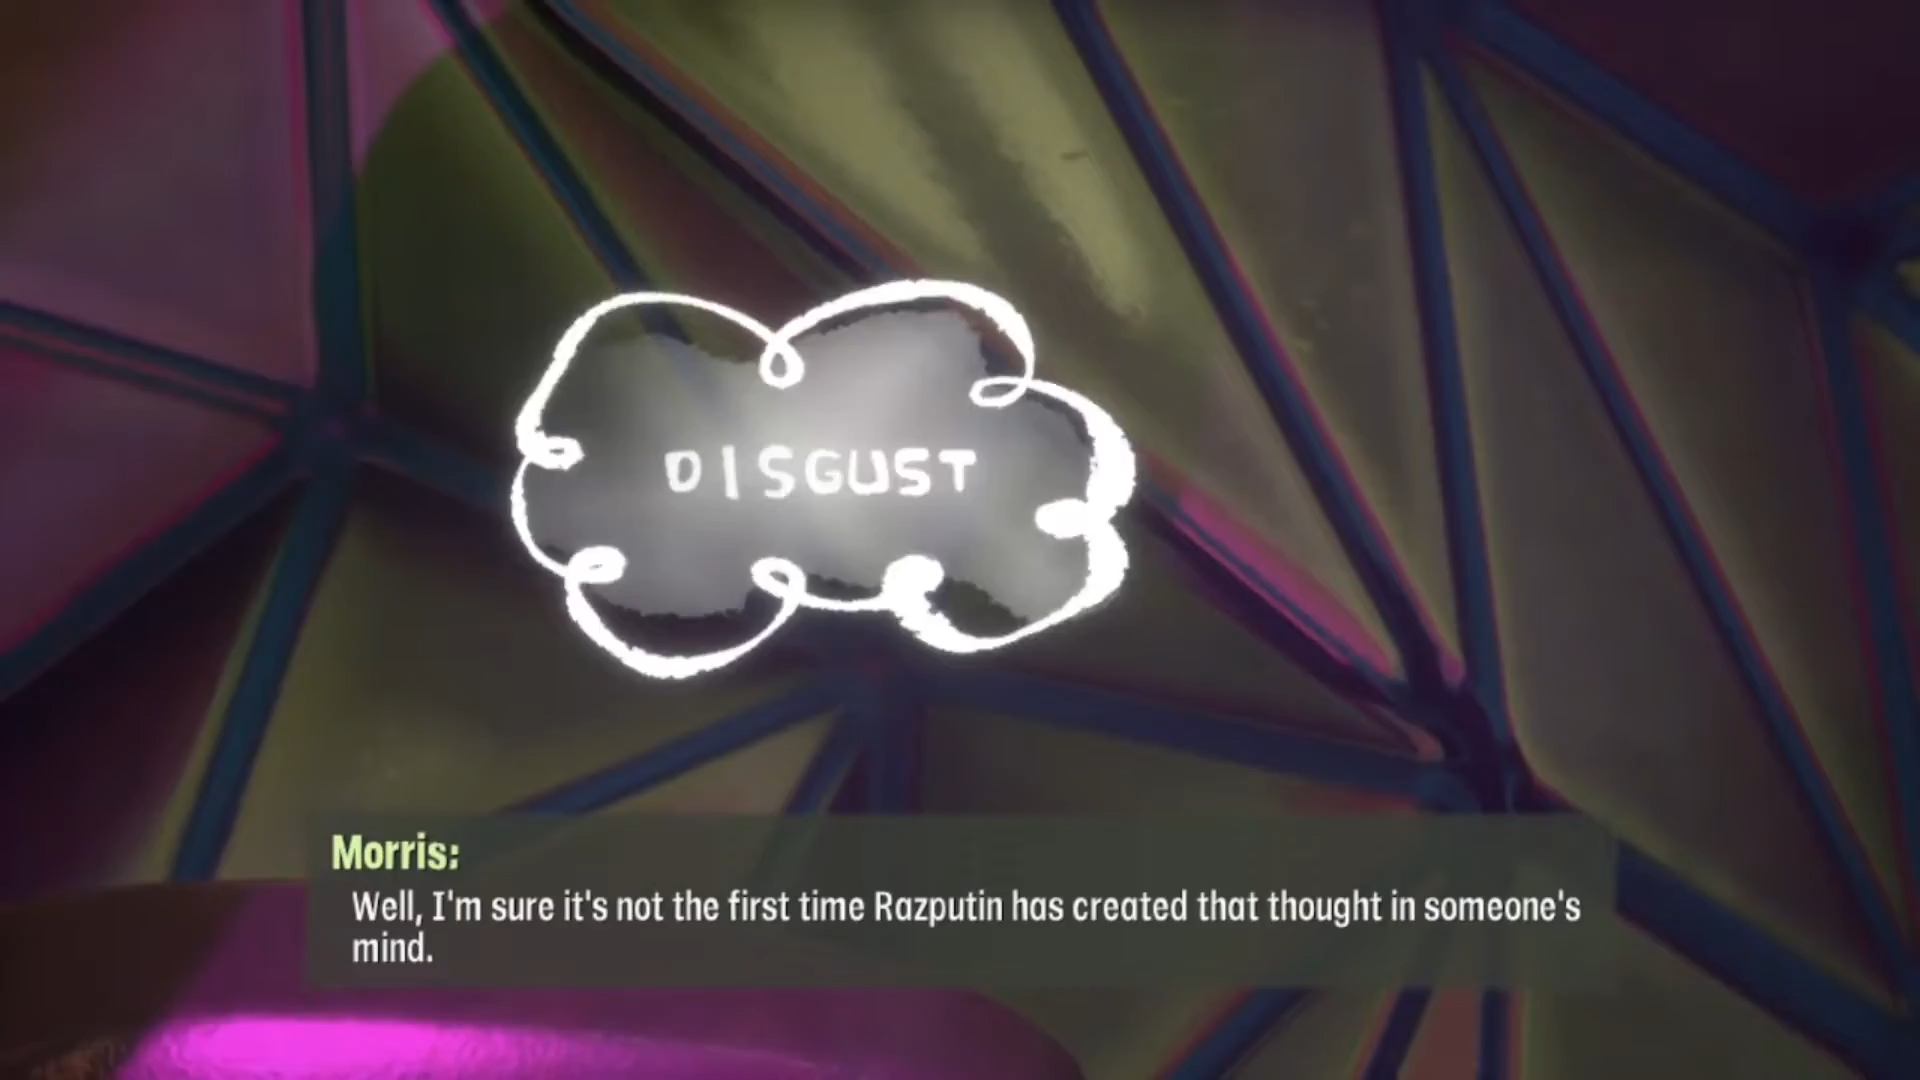 DISGUST
Morris:
Well, I'm sure it's not the first time Razputin has created that thought in someone's
mind.